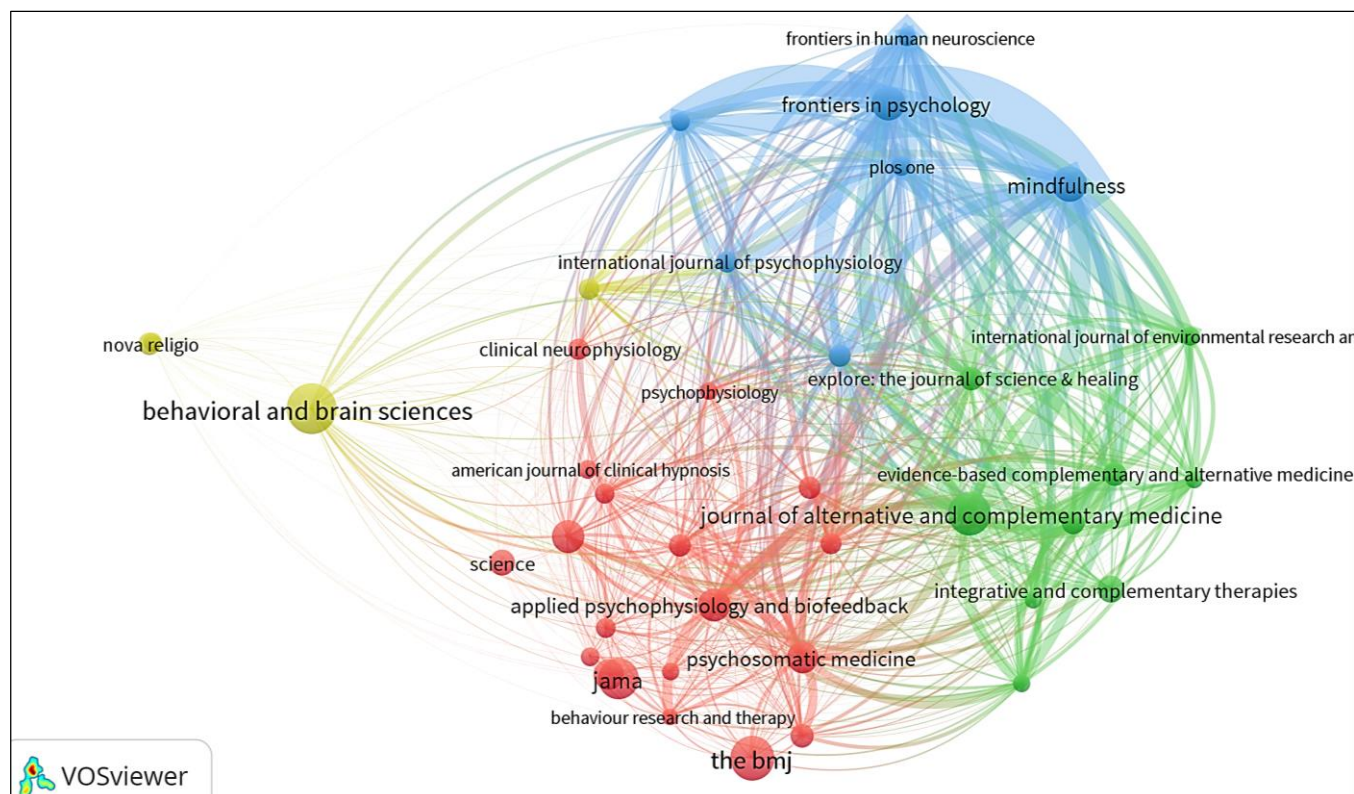 frontiers in human neuroscience
frontiers in psychology
plos one
mindfulness
international journal of psychophysiology
international journal of environmental research an
nova religio
clinical neurophysiology
explore: the journal of science & healing
psychophysiology
behavioral and brain sciences
american journal of clinical hypnosis
evidence-based complementary and alternative medicine
journal of alternative and complementary medicine
science
integrative and complementary therapies
applied psychophysiology and biofeedback
psychosomatic medicine
jama
behaviour research and therapy
the bmj
VOSviewer